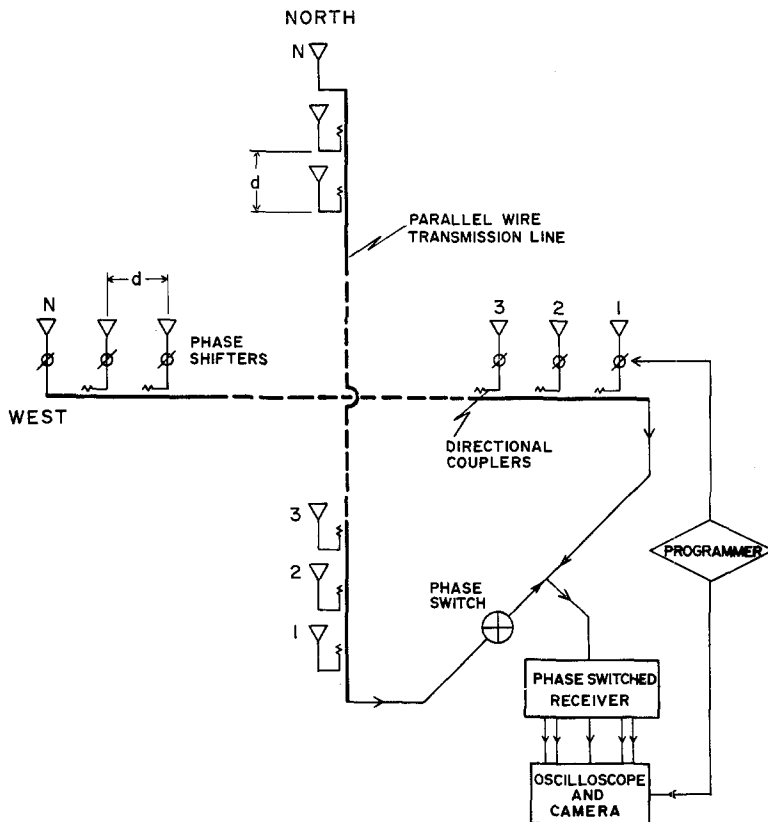 NORTH
N
d
PARALLEL WIRE
TRANSMISSION LINE
N
d
PHASE
SHIFTERS
3 2 1
WEST
DIRECTIONAL
COUPLERS
3
2
1
PHASE
SWITCH
PROGRAMMER
PHASE SWITCHED
RECEIVER
OSCILLOSCOPE
AND
CAMERA